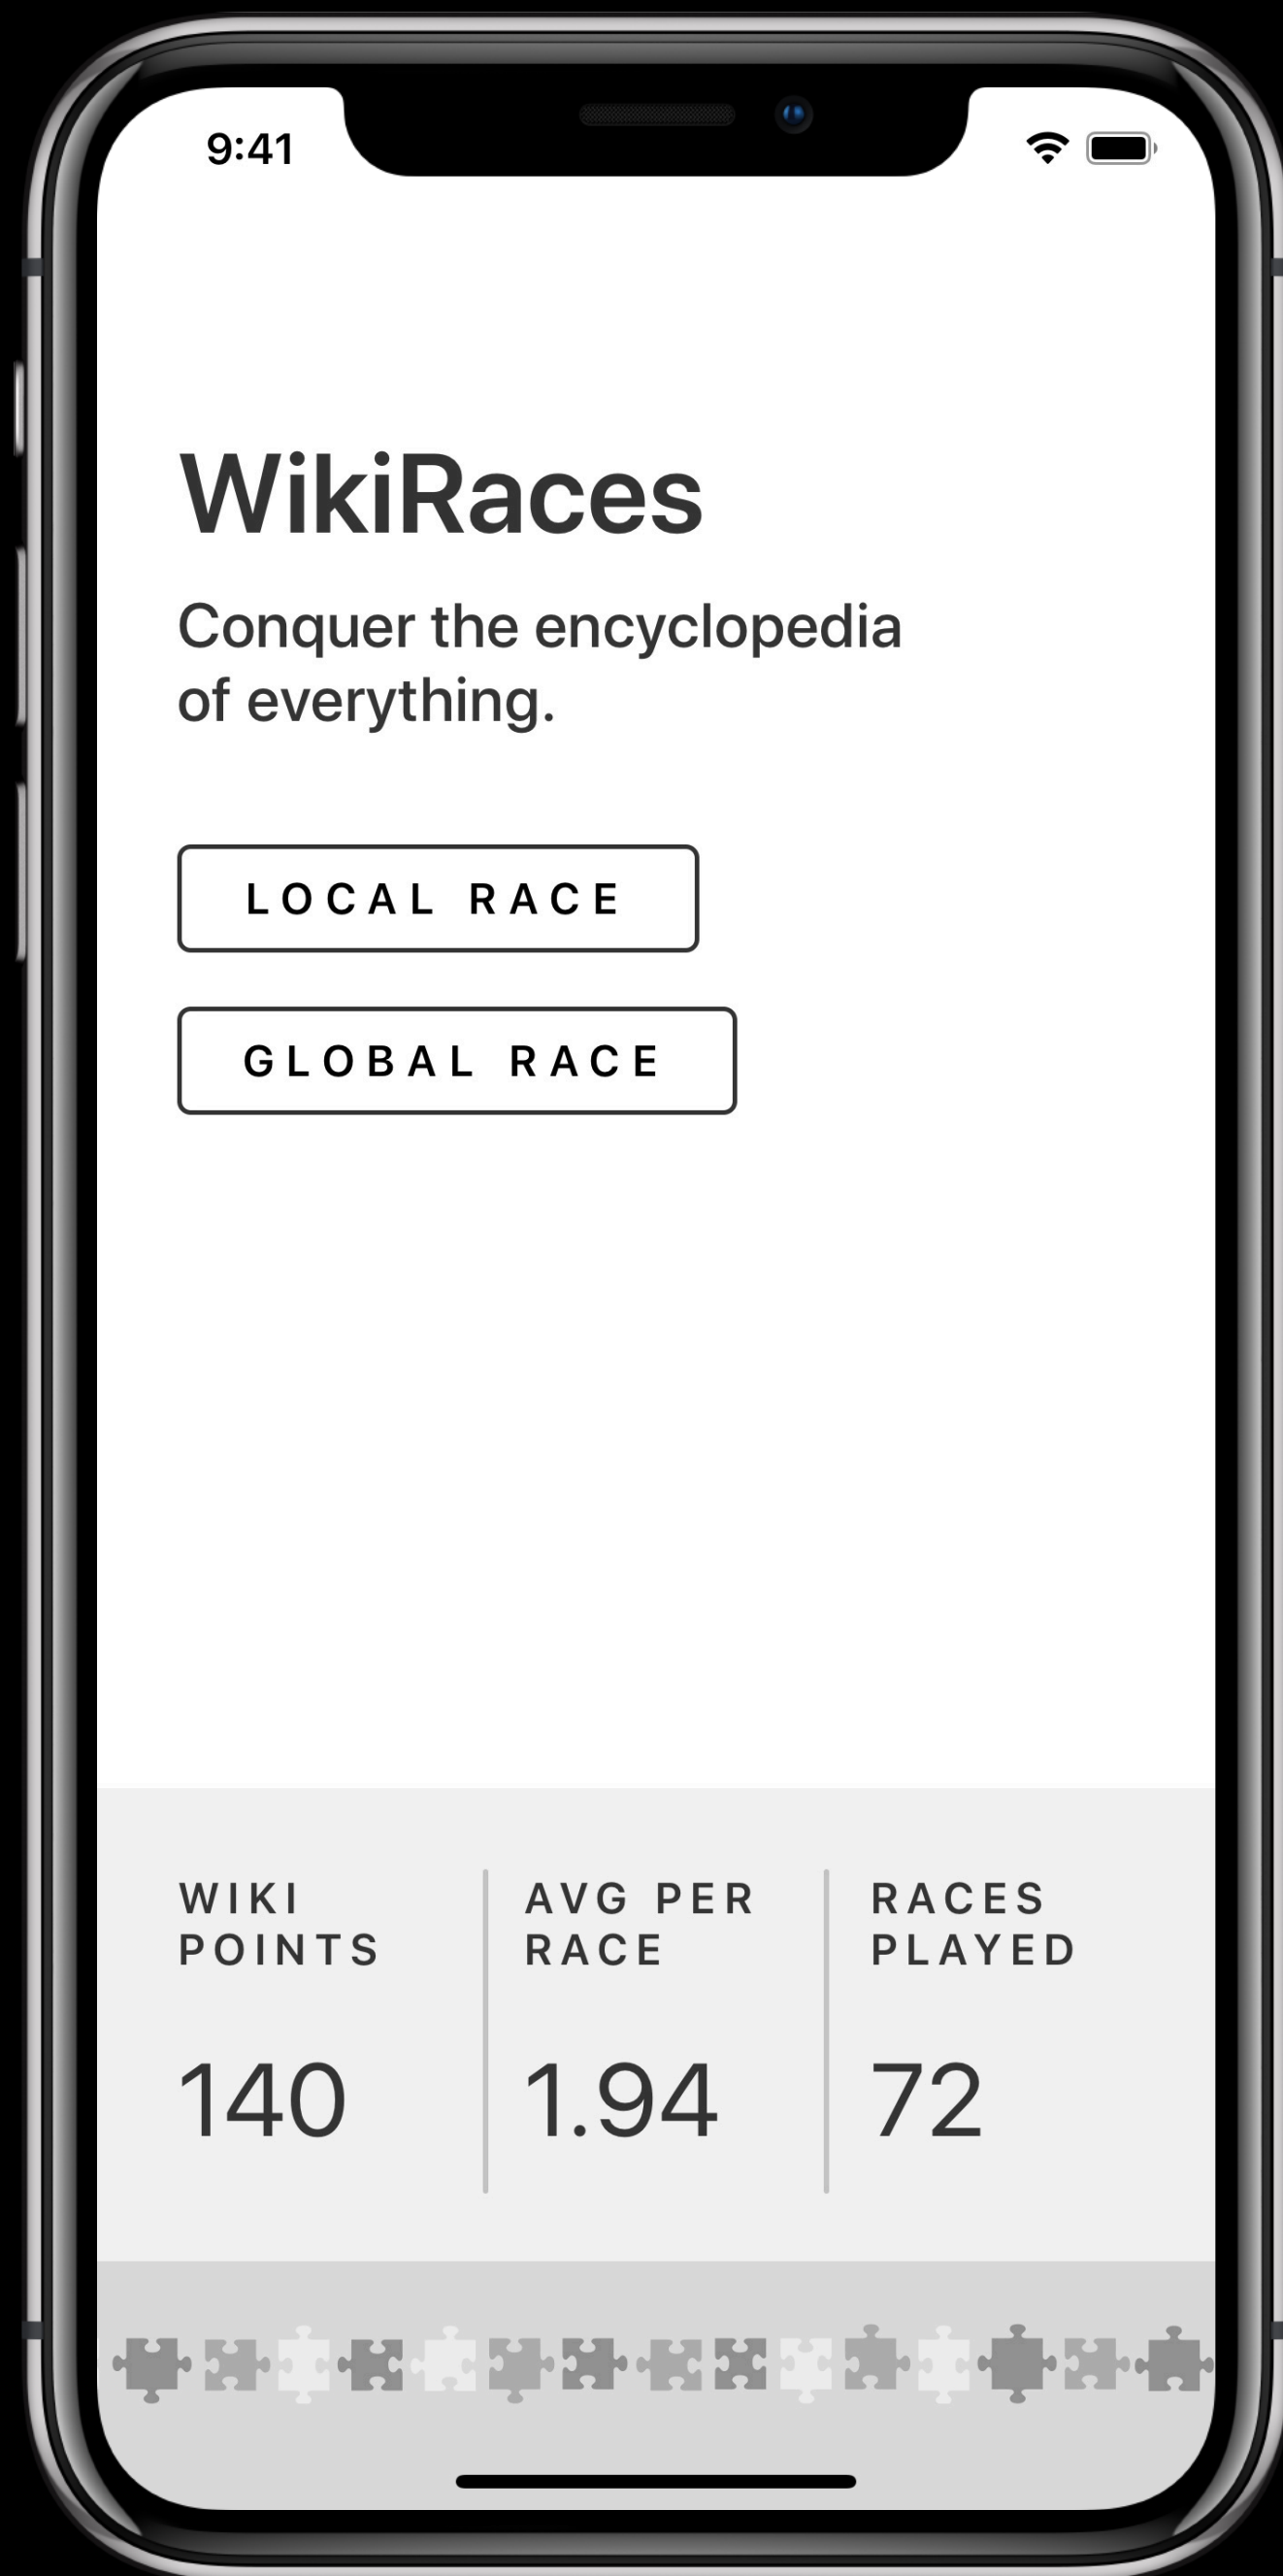 9:41
WikiRaces
Conquer the encyclopedia
of everything.
LOCAL RACE
GLOBAL RACE
WIKI
POINTS
140
AVG PER
RACE
1.94
RACES
PLAYED
72